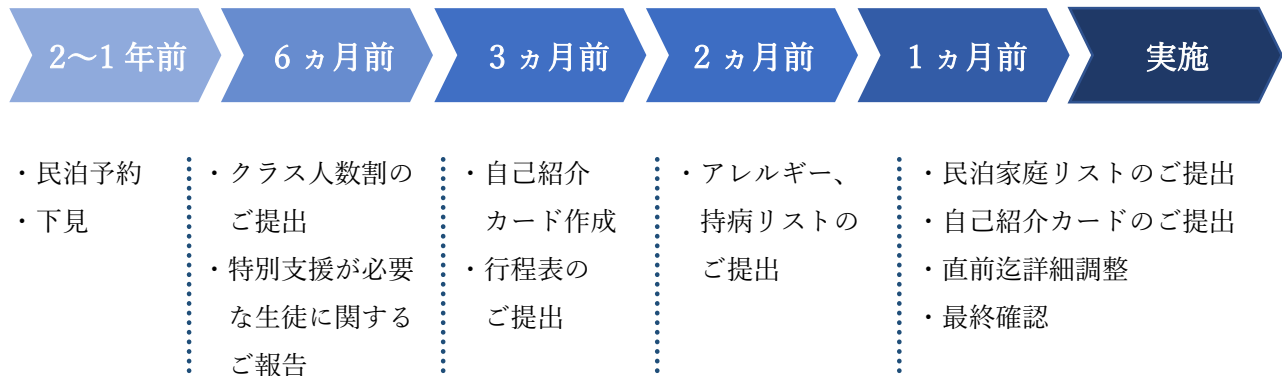 2～1 年前
6 ヵ月前
3 ヵ月前
2 ヵ月前
1 ヵ月前
実施
・民泊予約
・下見
・クラス人数割の
ご提出
・特別支援が必要
な生徒に関する
ご報告
・自己紹介
カード作成
・行程表の
ご提出
・アレルギー、
持病リストの
ご提出
・民泊家庭リストのご提出
・自己紹介カードのご提出
・直前迄詳細調整
・最終確認